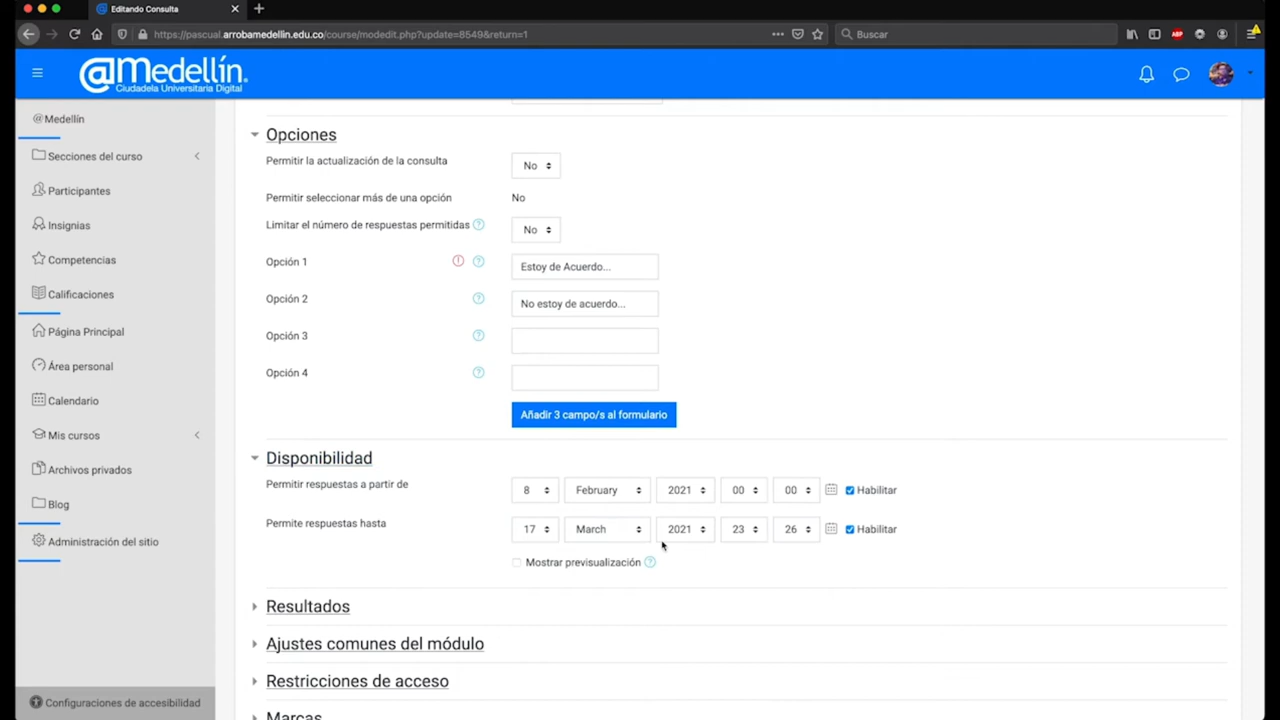 Editando Consulta
https://pascual.arrobamedellin.edu.co/course/modedit.php?update=8549&return=1
Buscar
ABP
@Medellín.
Ciudadela Universitaria Digital
@Medellín
Secciones del curso
Participantes
Insignias
Competencias
Calificaciones
Página Principal
Área personal
Calendario
Mis cursos
Archivos privados
Blog
Administración del sitio
Configuraciones de accesibilidad
Opciones
Permitir la actualización de la consulta No
Permitir seleccionar más de una opción No
Limitar el número de respuestas permitidas ? No
Opción 1 ! ? Estoy de Acuerdo...
Opción 2 ? No estoy de acuerdo...
Opción 3 ?
Opción 4 ?
Añadir 3 campo/s al formulario
Disponibilidad
Permitir respuestas a partir de 8 February 2021 00 00 Habilitar
Permite respuestas hasta 17 March 2021 23 26 Habilitar
Mostrar previsualización ?
Resultados
Ajustes comunes del módulo
Restricciones de acceso
Marcas